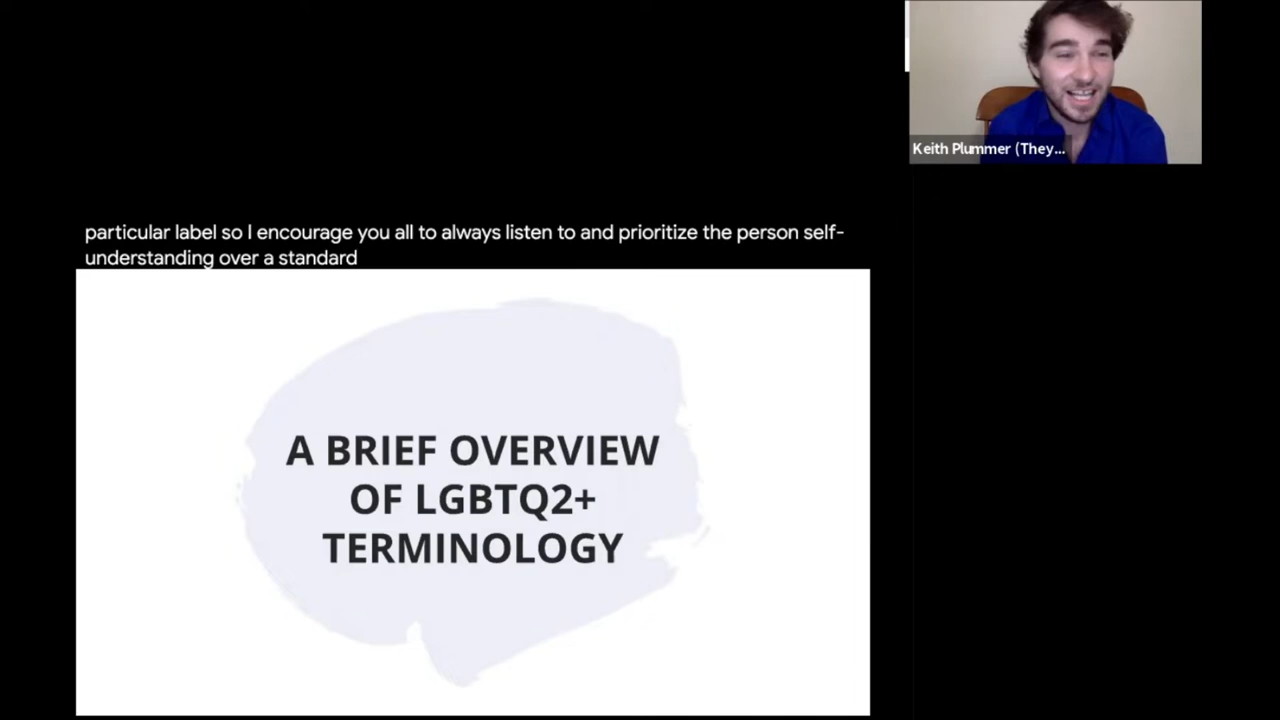 Keith Plummer (They...
particular label so I encourage you all to always listen to and prioritize the person self-
understanding over a standard
A BRIEF OVERVIEW
OF LGBTQ2+
TERMINOLOGY